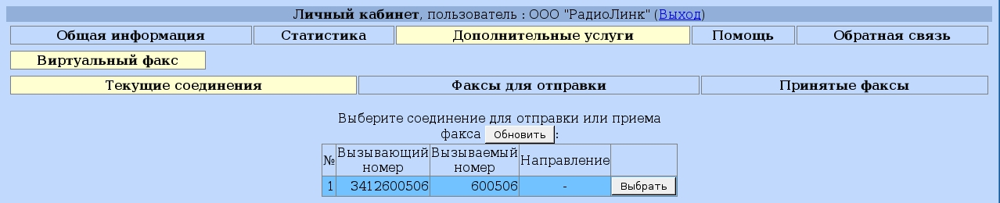 Личный кабинет, пользователь : ООО "РадиоЛинк" (Выход)
Общая информация Статистика Дополнительные услуги Помощь Обратная связь
Виртуальный факс
Текущие соединения Факсы для отправки Принятые факсы
Выберите соединение для отправки или приема
факса Обновить :
№ Вызывающий номер Вызываемый номер Направление
1 3412600506 600506 - Выбрать